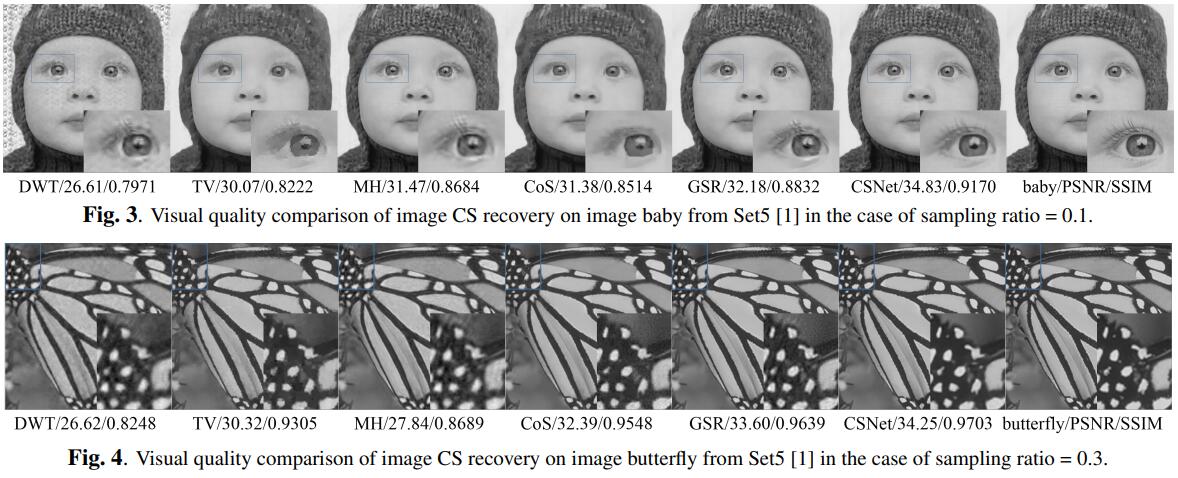 DWT/26.61/0.7971 TV/30.07/0.8222 MH/31.47/0.8684 CoS/31.38/0.8514 GSR/32.18/0.8832 CSNet/34.83/0.9170 baby/PSNR/SSIM
Fig. 3. Visual quality comparison of image CS recovery on image baby from Set5 [1] in the case of sampling ratio = 0.1.
DWT/26.62/0.8248 TV/30.32/0.9305 MH/27.84/0.8689 CoS/32.39/0.9548 GSR/33.60/0.9639 CSNet/34.25/0.9703 butterfly/PSNR/SSIM
Fig. 4. Visual quality comparison of image CS recovery on image butterfly from Set5 [1] in the case of sampling ratio = 0.3.